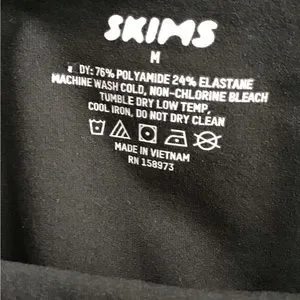 SKIMS
M
DY: 76% POLYAMIDE 24% ELASTANE
MACHINE WASH COLD, NON-CHLORINE BLEACH
TUMBLE DRY LOW TEMP,
COOL IRON, DO NOT DRY CLEAN
MADE IN VIETNAM
RN 158973